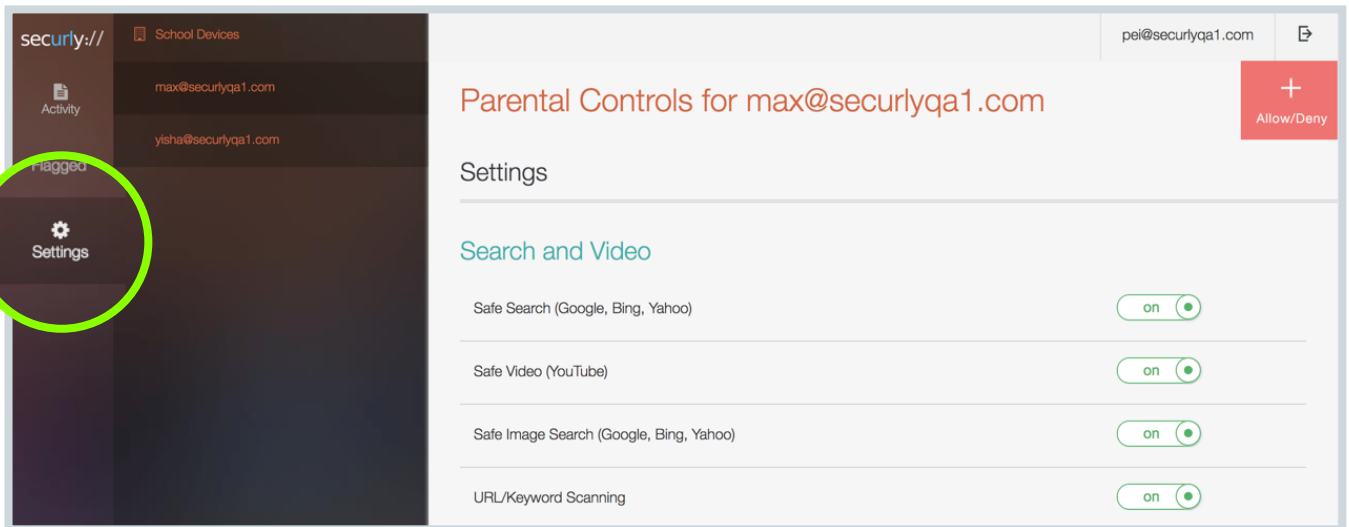 securly://
Activity
Flagged
Settings
School Devices
max@securlyqa1.com
yisha@securlyqa1.com
pei@securlyqa1.com
Parental Controls for max@securlyqa1.com
+
Allow/Deny
Settings
Search and Video
Safe Search (Google, Bing, Yahoo) on
Safe Video (YouTube) on
Safe Image Search (Google, Bing, Yahoo) on
URL/Keyword Scanning on